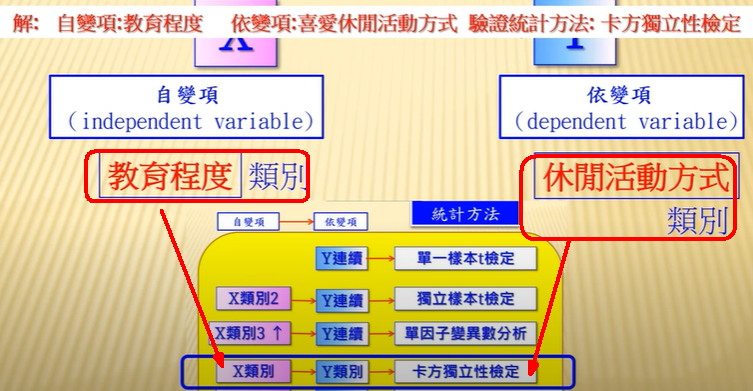 解: 自變項:教育程度 依變項:喜愛休閒活動方式 驗證統計方法: 卡方獨立性檢定
X Y
自變項 依變項
(independent variable) (dependent variable)
教育程度 類別 休閒活動方式
類別
自變項 依變項 統計方法
Y連續 單一樣本t檢定
X類別2 Y連續 獨立樣本t檢定
X類別3 ↑ Y連續 單因子變異數分析
X類別 Y類別 卡方獨立性檢定